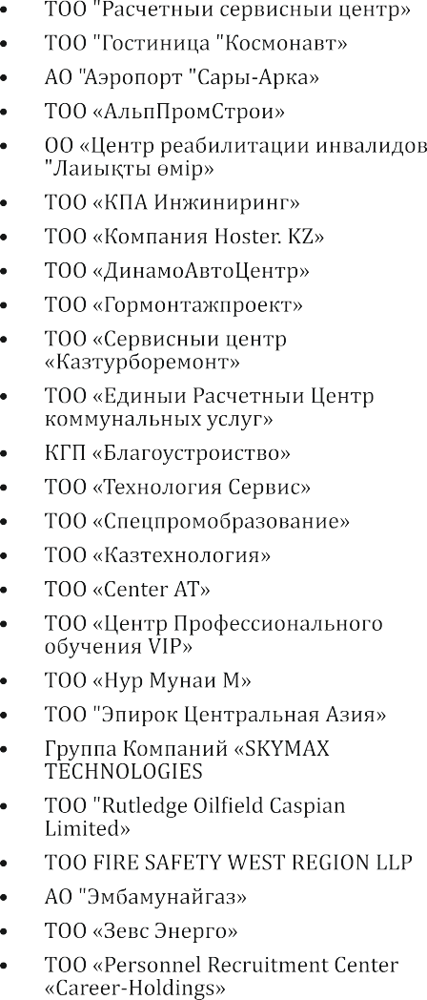 • ТОО "Расчетныи сервисныи центр»
• ТОО "Гостиница "Космонавт»
• АО "Аэропорт "Сары-Арка»
• ТОО «АльпПромСтрои»
• ОО «Центр реабилитации инвалидов
"Лаиықты өмір»
• ТОО «КПА Инжиниринг»
• ТОО «Компания Hoster. KZ»
• ТОО «ДинамоАвтоЦентр»
• ТОО «Гормонтажпроект»
• ТОО «Сервисныи центр
«Казтурборемонт»
• ТОО «Единыи Расчетныи Центр
коммунальных услуг»
• КГП «Благоустроиство»
• ТОО «Технология Сервис»
• ТОО «Спецпромобразование»
• ТОО «Казтехнология»
• ТОО «Center AT»
• ТОО «Центр Профессионального
обучения VIP»
• ТОО «Нур Мунаи М»
• ТОО "Эпирок Центральная Азия»
• Группа Компаний «SKYMAX
TECHNOLOGIES
• ТОО "Rutledge Oilfield Caspian
Limited»
• ТОО FIRE SAFETY WEST REGION LLP
• АО "Эмбамунайгаз»
• ТОО «Зевс Энерго»
• ТОО «Personnel Recruitment Center
«Career-Holdings»